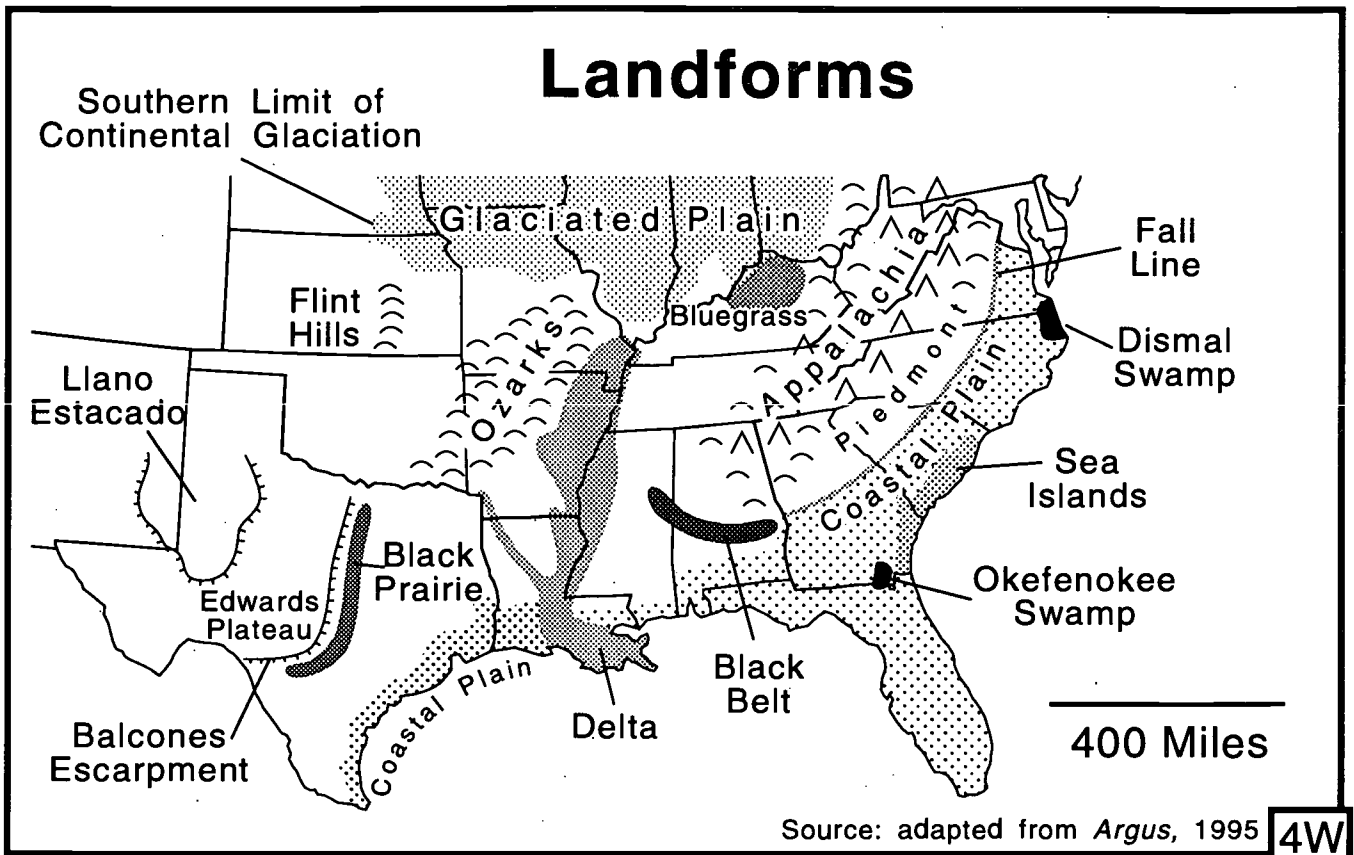 Landforms
Southern Limit of
Continental Glaciation
Glaciated Plain
Fall
Line
Flint
Hills
Bluegrass
Appalachia
Dismal
Swamp
Llano
Estacado
Ozarks
Piedmont
Coastal Plain
Sea
Islands
Black
Prairie
Edwards
Plateau
Okefenokee
Swamp
Black
Belt
Delta
Coastal Plain
Balcones
Escarpment
400 Miles
Source: adapted from Argus, 1995
4W